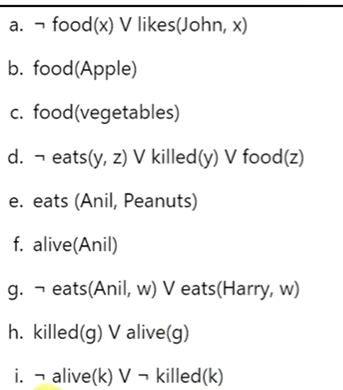 a. ¬ food(x) V likes(John, x)
b. food(Apple)
c. food(vegetables)
d. ¬ eats(y, z) V killed(y) V food(z)
e. eats (Anil, Peanuts)
f. alive(Anil)
g. ¬ eats(Anil, w) V eats(Harry, w)
h. killed(g) V alive(g)
i. ¬ alive(k) V ¬ killed(k)